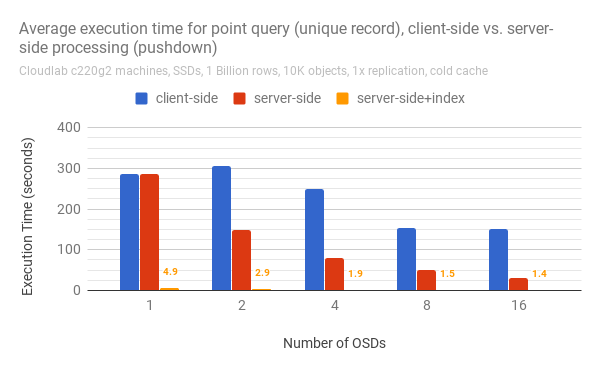 Average execution time for point query (unique record), client-side vs. server-
side processing (pushdown)
Cloudlab c220g2 machines, SSDs, 1 Billion rows, 10K objects, 1x replication, cold cache
client-side server-side server-side+index
400
300
200
100
0
Execution Time (seconds)
4.9 2.9 1.9 1.5 1.4
1 2 4 8 16
Number of OSDs